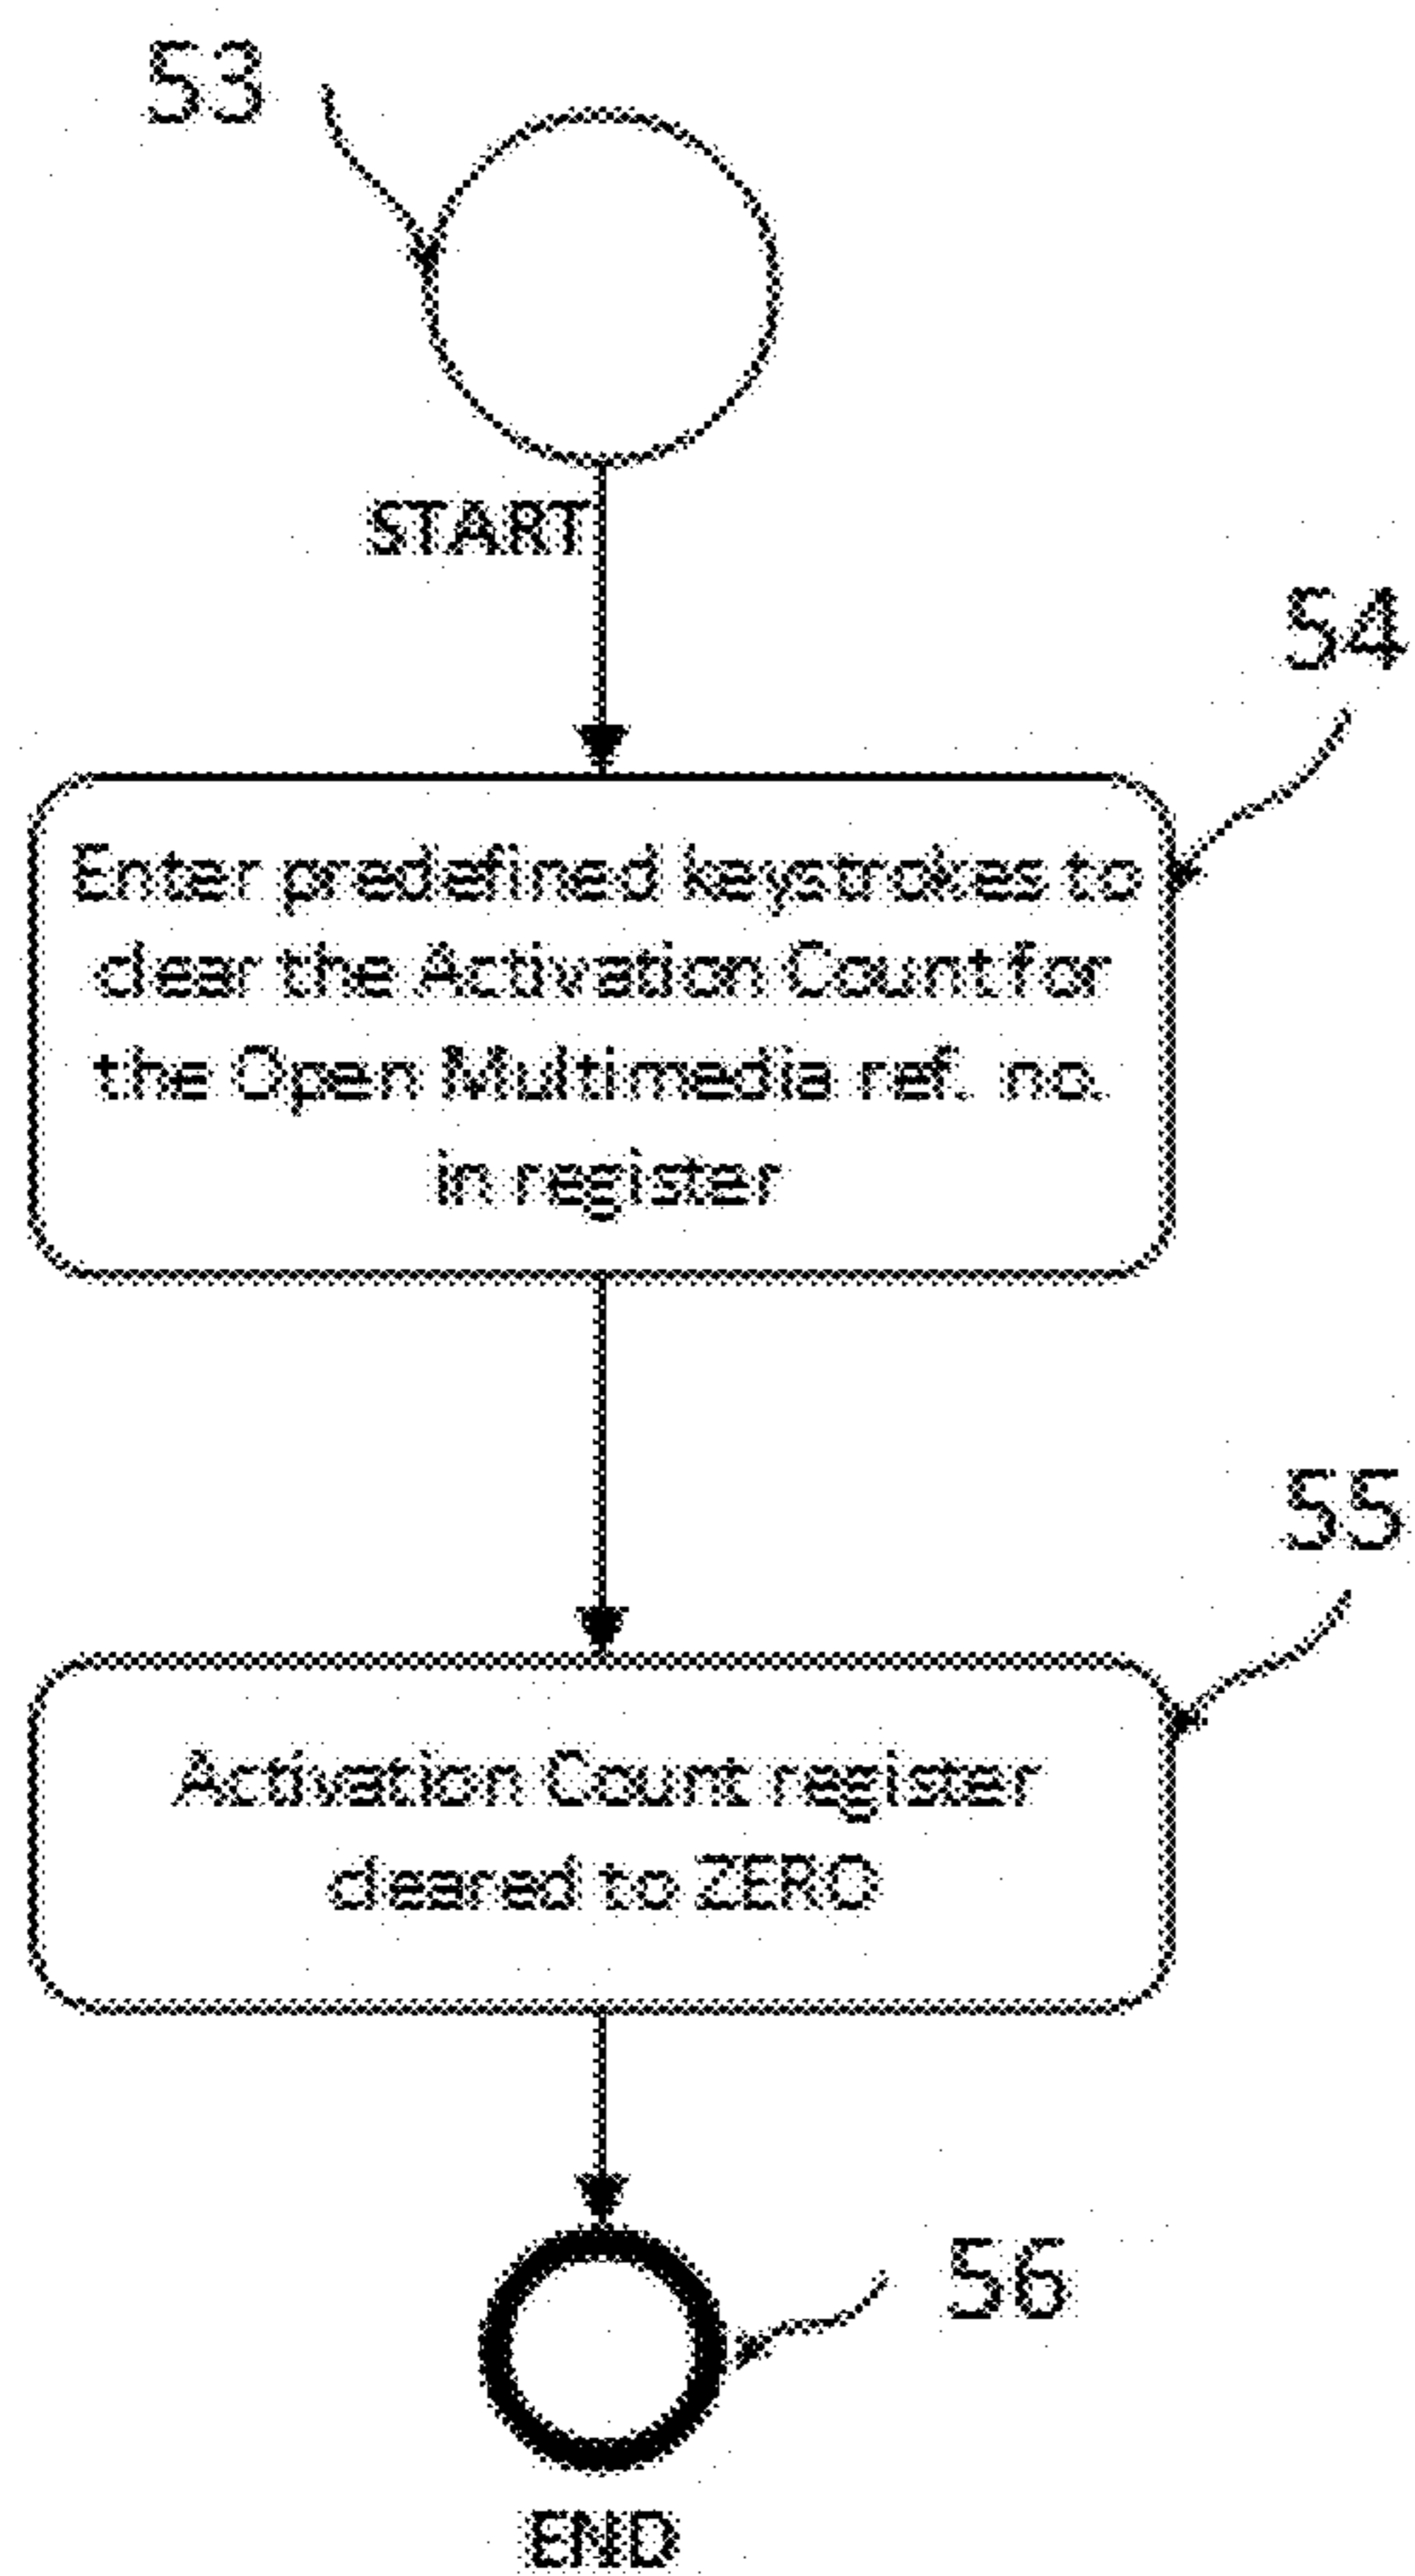 53
START
54
Enter predefined keystrokes to
clear the Activation Count for
the Open Multimedia ref. no.
in register
55
Activation Count register
cleared to ZERO
56
END